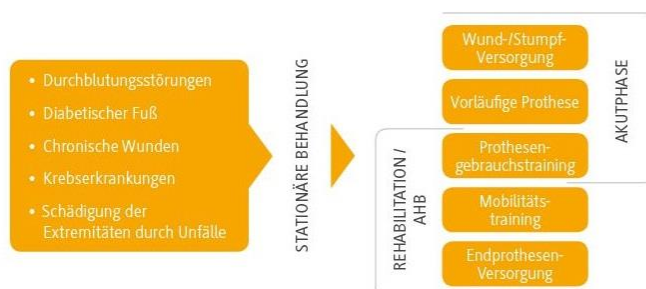 • Durchblutungsstörungen
• Diabetischer Fuß
• Chronische Wunden
• Krebserkrankungen
• Schädigung der
Extremitäten durch Unfälle
STATIONÄRE BEHANDLUNG
REHABILITATION /
AHB
Wund-/Stumpf-
Versorgung
Vorläufige Prothese
Prothesen-
gebrauchstraining
Mobilitäts-
training
Endprothesen-
Versorgung
AKUTPHASE